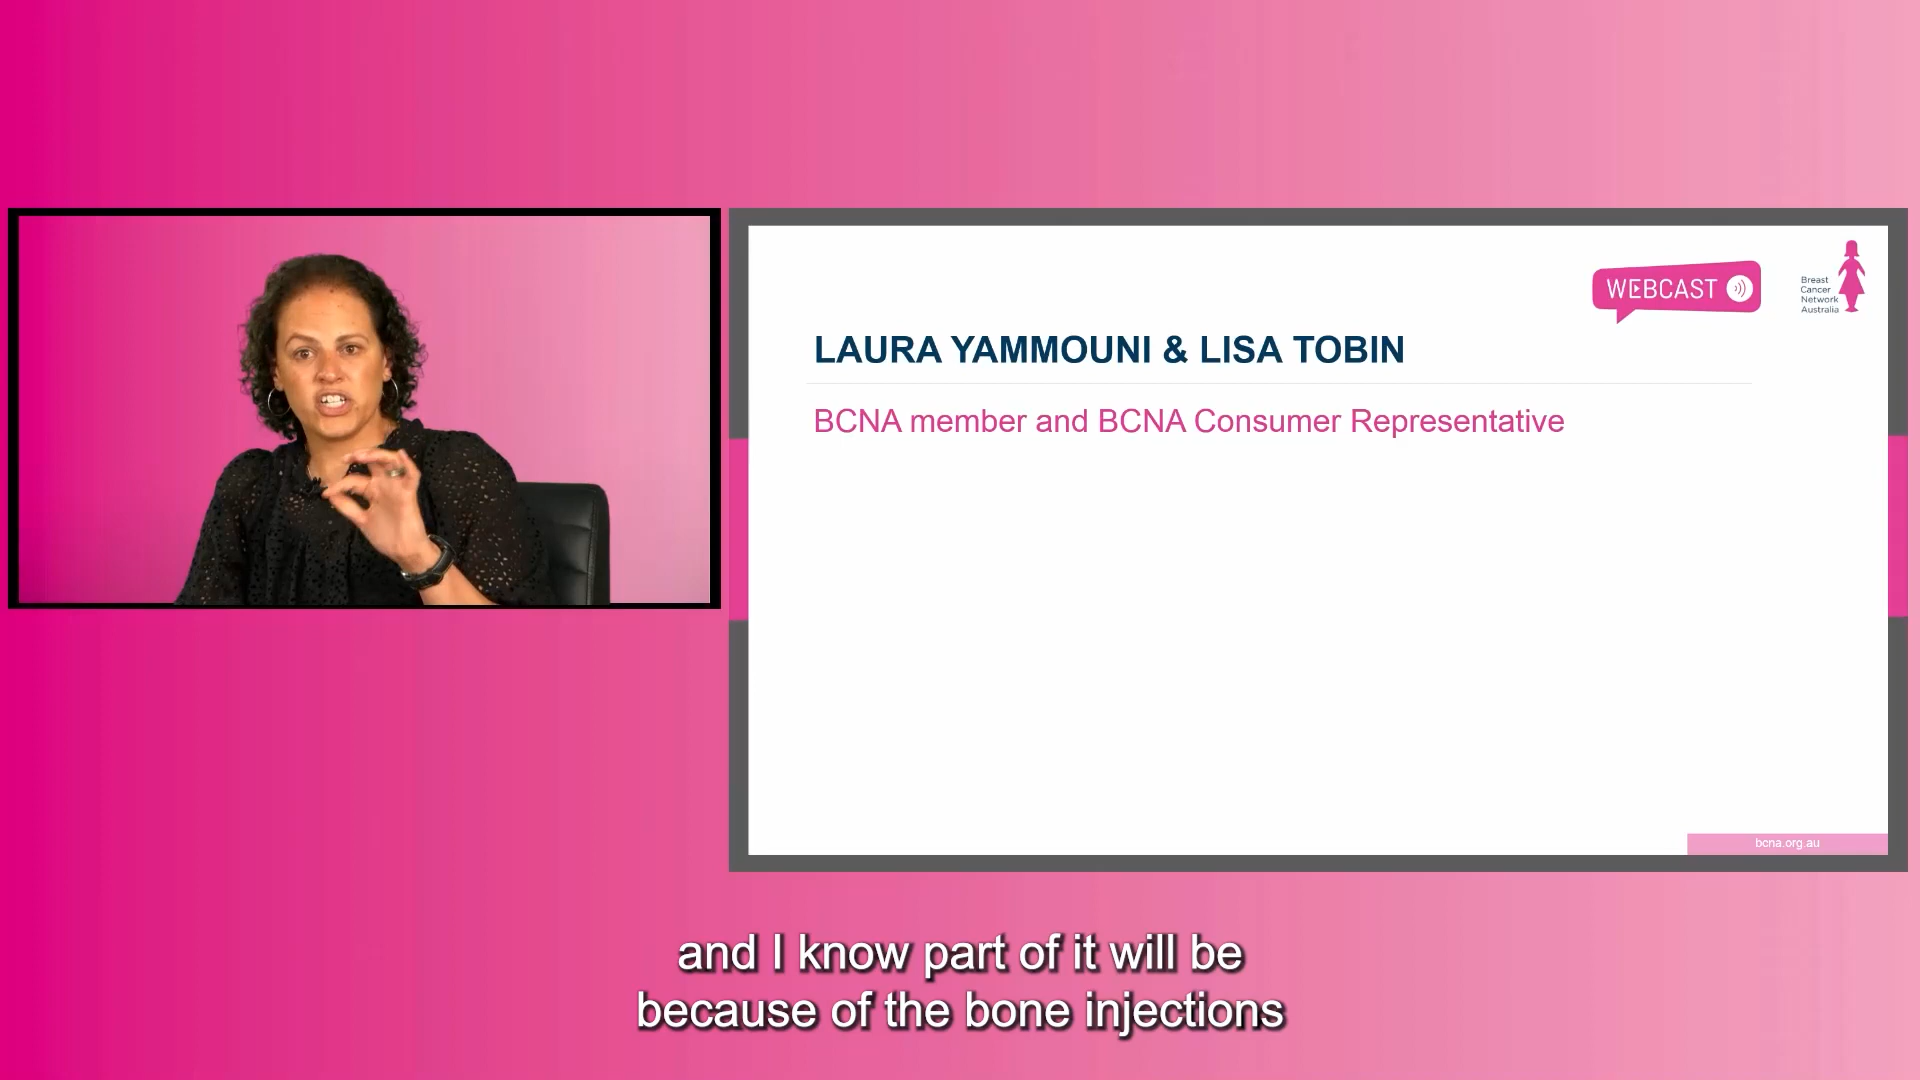 WEBCAST
Breast
Cancer
Network
Australia
LAURA YAMMOUNI & LISA TOBIN
BCNA member and BCNA Consumer Representative
bcna.org.au
and I know part of it will be
because of the bone injections